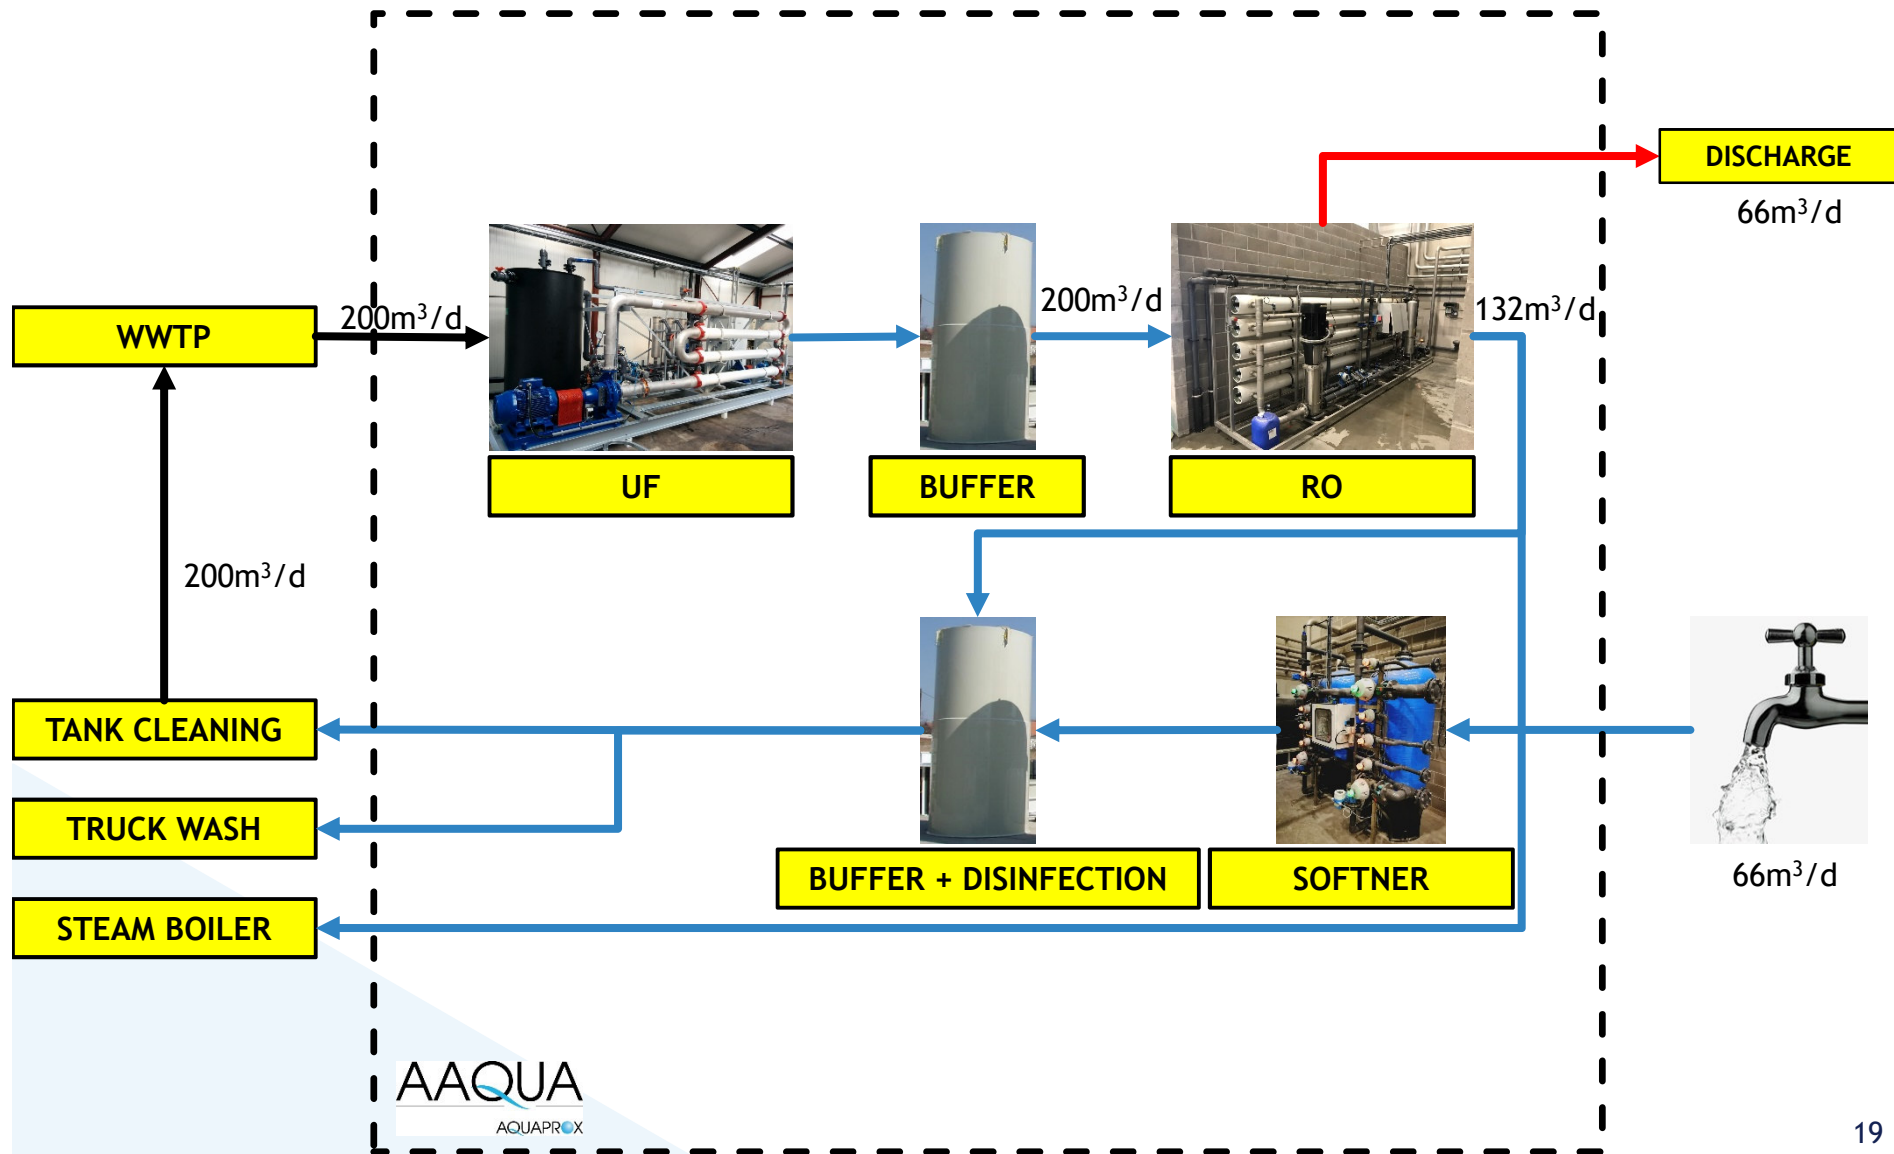 DISCHARGE
66m³/d
WWTP
200m³/d
200m³/d
132m³/d
UF
BUFFER
RO
200m³/d
TANK CLEANING
TRUCK WASH
STEAM BOILER
BUFFER + DISINFECTION
SOFTNER
66m³/d
AAQUA
AQUAPROX
19